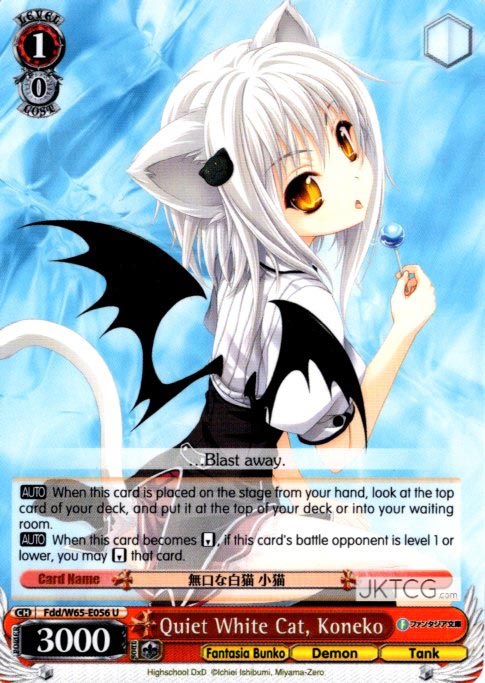 LEVEL
1
0
COST
...Blast away.
AUTO When this card is placed on the stage from your hand, look at the top
card of your deck, and put it at the top of your deck or into your waiting
room.
AUTO When this card becomes , if this card's battle opponent is level 1 or
lower, you may that card.
Card Name 無口な白猫 小猫
JKTCG.com
CH Fdd/W65-E056 U
POWER 3000 SOUL Quiet White Cat, Koneko ファンタジア文庫
Fantasia Bunko Demon Tank
Highschool DxD ©Ichiei Ishibumi, Miyama-Zero.